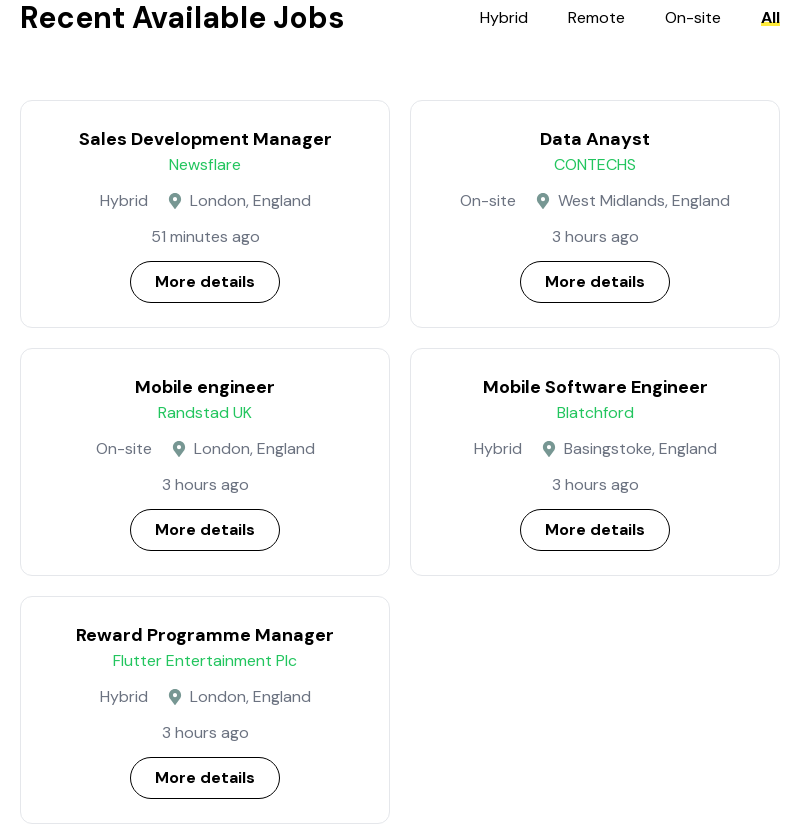 Recent Available Jobs
Hybrid Remote On-site All
Sales Development Manager
Newsflare
Hybrid London, England
51 minutes ago
More details
Data Anayst
CONTECHS
On-site West Midlands, England
3 hours ago
More details
Mobile engineer
Randstad UK
On-site London, England
3 hours ago
More details
Mobile Software Engineer
Blatchford
Hybrid Basingstoke, England
3 hours ago
More details
Reward Programme Manager
Flutter Entertainment Plc
Hybrid London, England
3 hours ago
More details